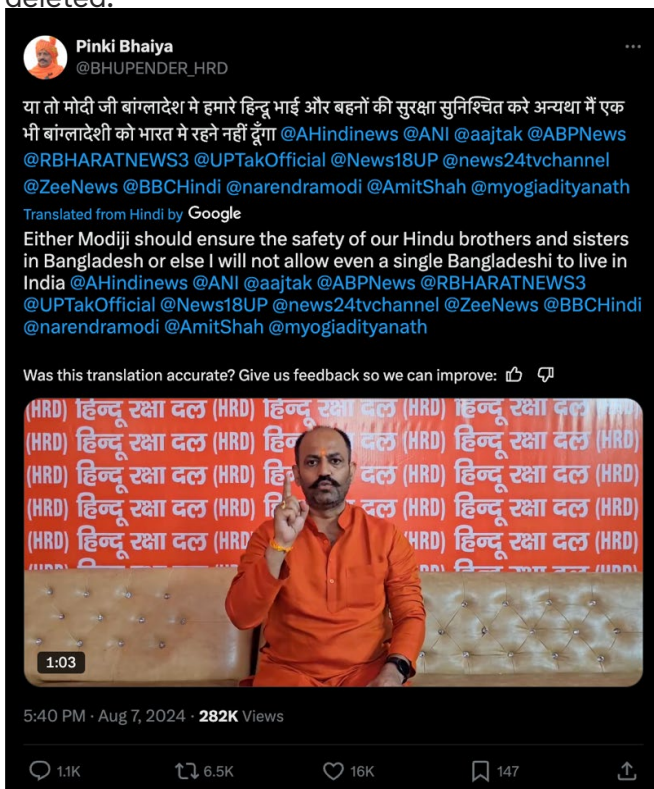 deleted.
Pinki Bhaiya
@BHUPENDER_HRD
या तो मोदी जी बांग्लादेश मे हमारे हिन्दू भाई और बहनों की सुरक्षा सुनिश्चित करे अन्यथा मैं एक
भी बांग्लादेशी को भारत मे रहने नहीं दूँगा @AHindinews @ANI @aajtak @ABPNews
@RBHARATNEWS3 @UPTakOfficial @News18UP @news24tvchannel
@ZeeNews @BBCHindi @narendramodi @AmitShah @myogiadityanath
Translated from Hindi by Google
Either Modiji should ensure the safety of our Hindu brothers and sisters
in Bangladesh or else I will not allow even a single Bangladeshi to live in
India @AHindinews @ANI @aajtak @ABPNews @RBHARATNEWS3
@UPTakOfficial @News18UP @news24tvchannel @ZeeNews @BBCHindi
@narendramodi @AmitShah @myogiadityanath
Was this translation accurate? Give us feedback so we can improve:
(HRD) हिन्दू रक्षा दल (HRD) हिन्दू रक्षा दल (HRD) हिन्दू रक्षा दल
(HRD) हिन्दू रक्षा दल (HRD) दल (HRD) हिन्दू रक्षा दल (HRD)
(HRD) हिन्दू रक्षा दल (HRD) दल (HRD) हिन्दू रक्षा दल (HRD)
(HRD) हिन्दू रक्षा दल (HRD) दल (HRD) हिन्दू रक्षा दल (HRD)
(HRD) हिन्दू रक्षा दल (HRD) हिन्दू रक्षा दल (HRD)
1:03
5:40 PM · Aug 7, 2024 · 282K Views
1.1K 6.5K 16K 147